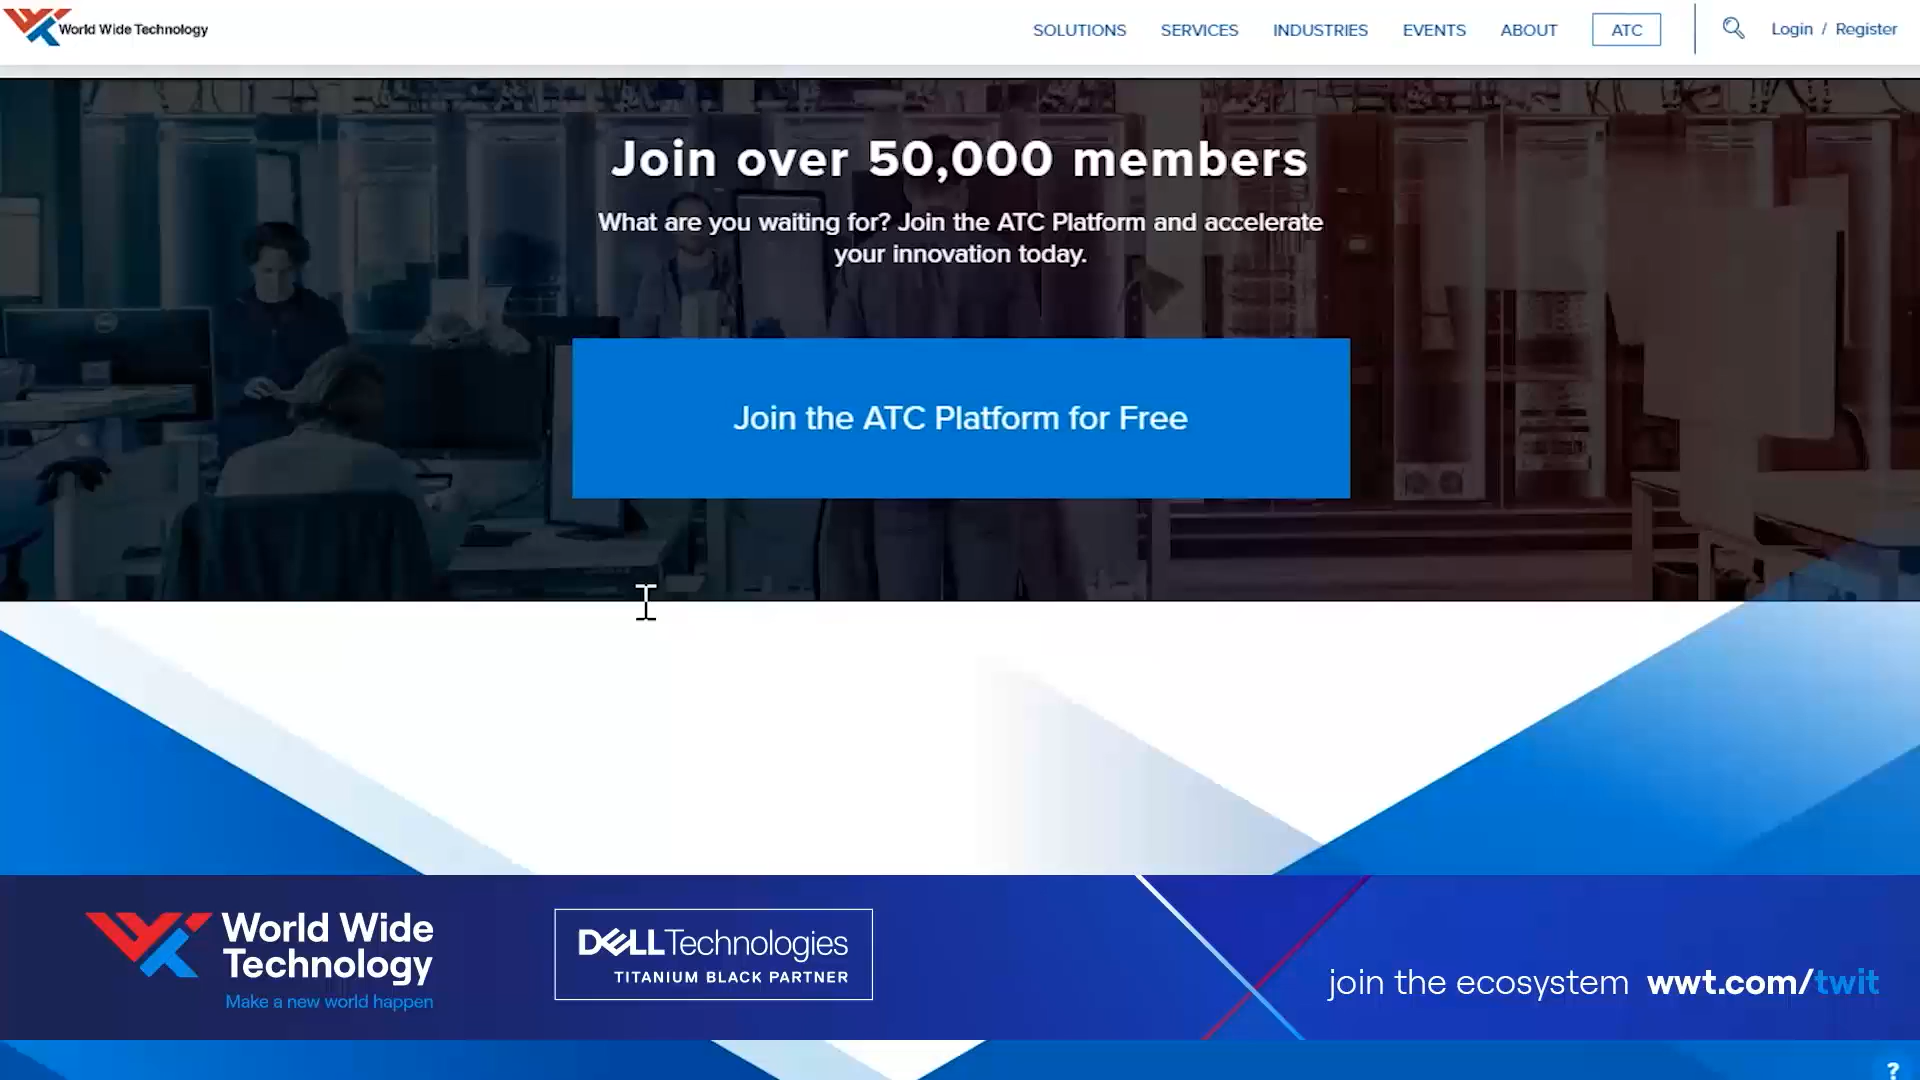 World Wide Technology
SOLUTIONS SERVICES INDUSTRIES EVENTS ABOUT ATC Login / Register
Join over 50,000 members
What are you waiting for? Join the ATC Platform and accelerate
your innovation today.
Join the ATC Platform for Free
World Wide
Technology
Make a new world happen
DELLTechnologies
TITANIUM BLACK PARTNER
join the ecosystem wwt.com/twit
?